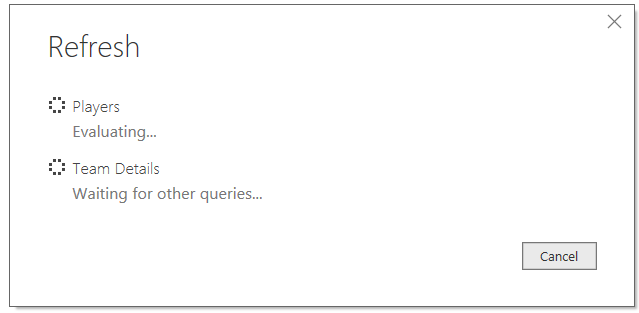 Refresh
Players
Evaluating...
Team Details
Waiting for other queries...
Cancel